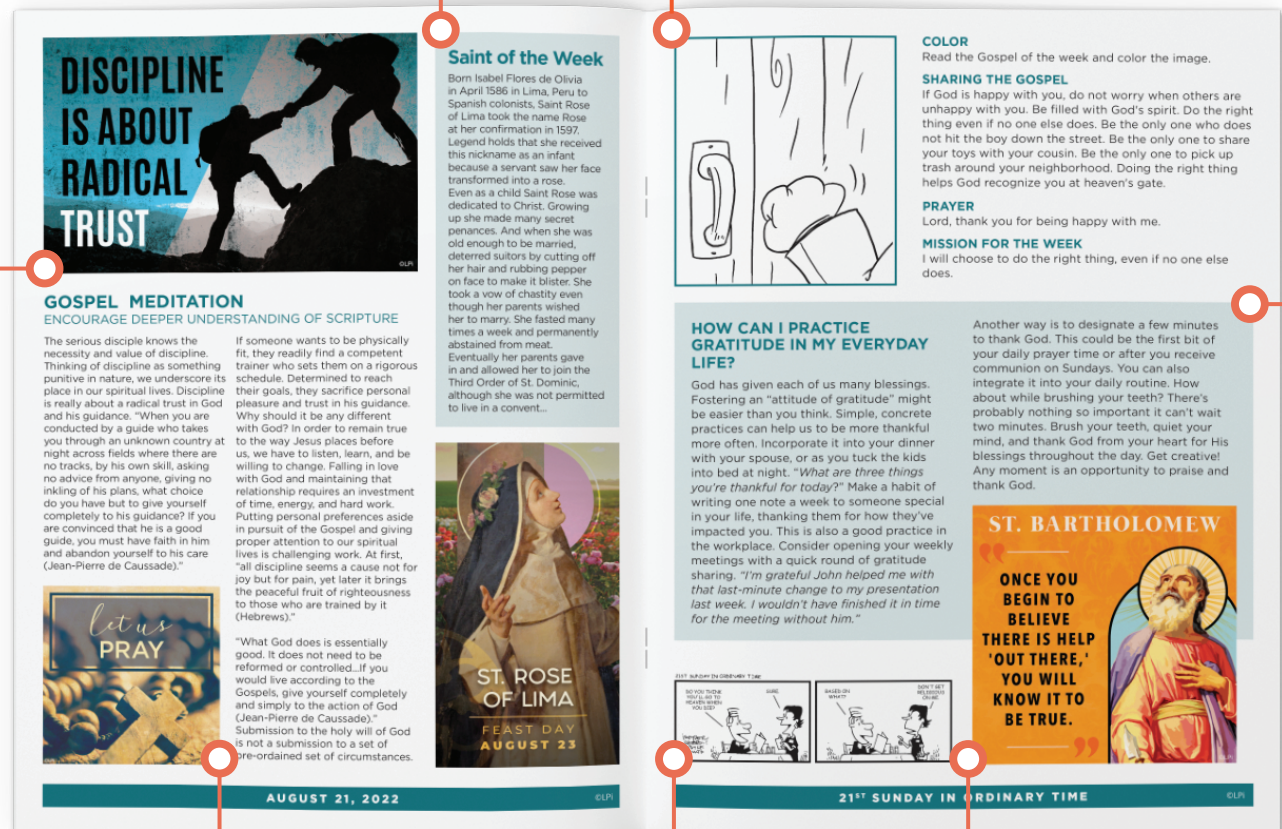 DISCIPLINE
IS ABOUT
RADICAL
TRUST
©LPi
GOSPEL MEDITATION
ENCOURAGE DEEPER UNDERSTANDING OF SCRIPTURE
The serious disciple knows the
necessity and value of discipline.
Thinking of discipline as something
punitive in nature, we underscore its
place in our spiritual lives. Discipline
is really about a radical trust in God
and his guidance. “When you are
conducted by a guide who takes
you through an unknown country at
night across fields where there are
no tracks, by his own skill, asking
no advice from anyone, giving no
inkling of his plans, what choice
do you have but to give yourself
completely to his guidance? If you
are convinced that he is a good
guide, you must have faith in him
and abandon yourself to his care
(Jean-Pierre de Caussade).”
let us
PRAY
If someone wants to be physically
fit, they readily find a competent
trainer who sets them on a rigorous
schedule. Determined to reach
their goals, they sacrifice personal
pleasure and trust in his guidance.
Why should it be any different
with God? In order to remain true
to the way Jesus places before
us, we have to listen, learn, and be
willing to change. Falling in love
with God and maintaining that
relationship requires an investment
of time, energy, and hard work.
Putting personal preferences aside
in pursuit of the Gospel and giving
proper attention to our spiritual
lives is challenging work. At first,
“all discipline seems a cause not for
joy but for pain, yet later it brings
the peaceful fruit of righteousness
to those who are trained by it
(Hebrews).”
“What God does is essentially
good. It does not need to be
reformed or controlled...If you
would live according to the
Gospels, give yourself completely
and simply to the action of God
(Jean-Pierre de Caussade).”
Submission to the holy will of God
is not a submission to a set of
pre-ordained set of circumstances.
Saint of the Week
Born Isabel Flores de Olivia
in April 1586 in Lima, Peru to
Spanish colonists, Saint Rose
of Lima took the name Rose
at her confirmation in 1597.
Legend holds that she received
this nickname as an infant
because a servant saw her face
transformed into a rose.
Even as a child Saint Rose was
dedicated to Christ. Growing
up she made many secret
penances. And when she was
old enough to be married,
deterred suitors by cutting off
her hair and rubbing pepper
on face to make it blister. She
took a vow of chastity even
though her parents wished
her to marry. She fasted many
times a week and permanently
abstained from meat.
Eventually her parents gave
in and allowed her to join the
Third Order of St. Dominic,
although she was not permitted
to live in a convent...
ST. ROSE
OF LIMA
FEAST DAY
AUGUST 23
AUGUST 21, 2022
©LPi
COLOR
Read the Gospel of the week and color the image.
SHARING THE GOSPEL
If God is happy with you, do not worry when others are
unhappy with you. Be filled with God's spirit. Do the right
thing even if no one else does. Be the only one who does
not hit the boy down the street. Be the only one to share
your toys with your cousin. Be the only one to pick up
trash around your neighborhood. Doing the right thing
helps God recognize you at heaven's gate.
PRAYER
Lord, thank you for being happy with me.
MISSION FOR THE WEEK
I will choose to do the right thing, even if no one else
does.
HOW CAN I PRACTICE
GRATITUDE IN MY EVERYDAY
LIFE?
God has given each of us many blessings.
Fostering an “attitude of gratitude” might
be easier than you think. Simple, concrete
practices can help us to be more thankful
more often. Incorporate it into your dinner
with your spouse, or as you tuck the kids
into bed at night. “What are three things
you're thankful for today?” Make a habit of
writing one note a week to someone special
in your life, thanking them for how they've
impacted you. This is also a good practice in
the workplace. Consider opening your weekly
meetings with a quick round of gratitude
sharing. “I'm grateful John helped me with
that last-minute change to my presentation
last week. I wouldn't have finished it in time
for the meeting without him.”
Another way is to designate a few minutes
to thank God. This could be the first bit of
your daily prayer time or after you receive
communion on Sundays. You can also
integrate it into your daily routine. How
about while brushing your teeth? There's
probably nothing so important it can't wait
two minutes. Brush your teeth, quiet your
mind, and thank God from your heart for His
blessings throughout the day. Get creative!
Any moment is an opportunity to praise and
thank God.
21ST SUNDAY IN ORDINARY TIME
SO YOU THINK
YOU'LL GO TO
HEAVEN WHEN
YOU DIE?
SURE.
BASED ON
WHAT?
DON'T GET
RELIGIOUS
ON ME
ST. BARTHOLOMEW
“
ONCE YOU
BEGIN TO
BELIEVE
THERE IS HELP
'OUT THERE,'
YOU WILL
KNOW IT TO
BE TRUE.
”
21ST SUNDAY IN ORDINARY TIME
©LPi